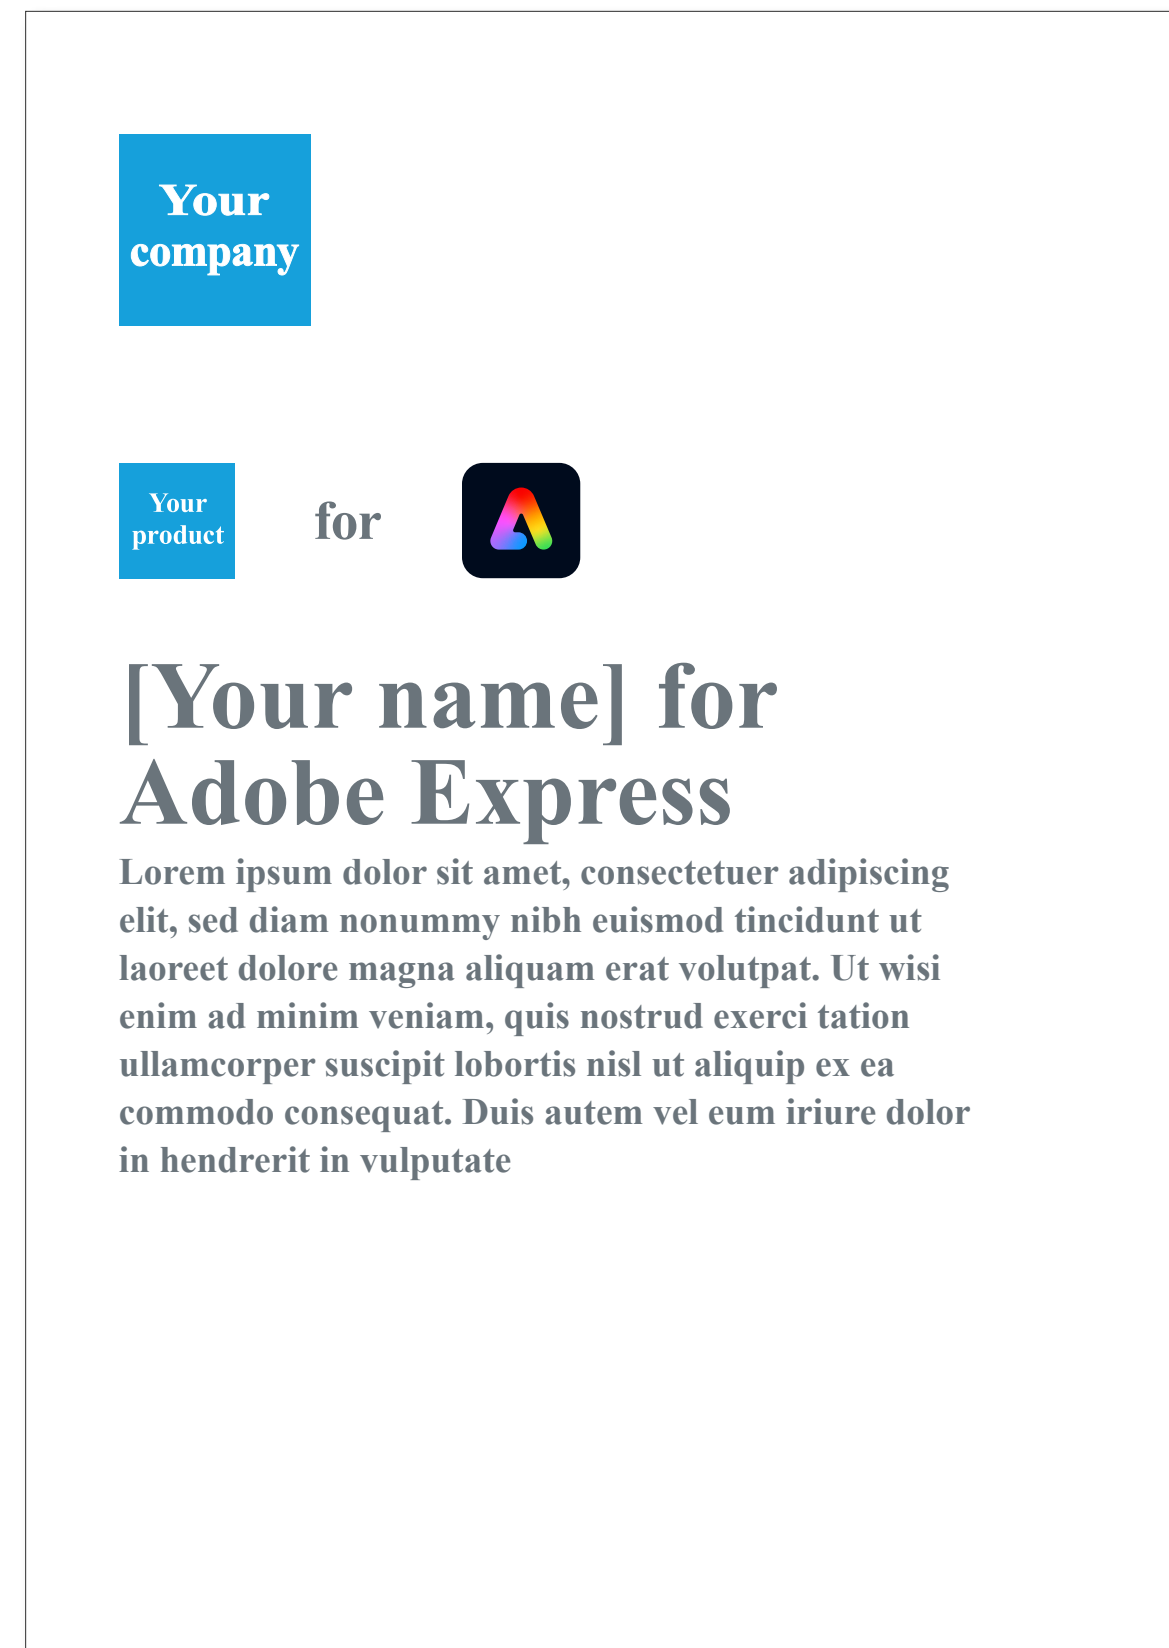 Your
company
Your
product
for
[Your name] for
Adobe Express
Lorem ipsum dolor sit amet, consectetuer adipiscing
elit, sed diam nonummy nibh euismod tincidunt ut
laoreet dolore magna aliquam erat volutpat. Ut wisi
enim ad minim veniam, quis nostrud exerci tation
ullamcorper suscipit lobortis nisl ut aliquip ex ea
commodo consequat. Duis autem vel eum iriure dolor
in hendrerit in vulputate